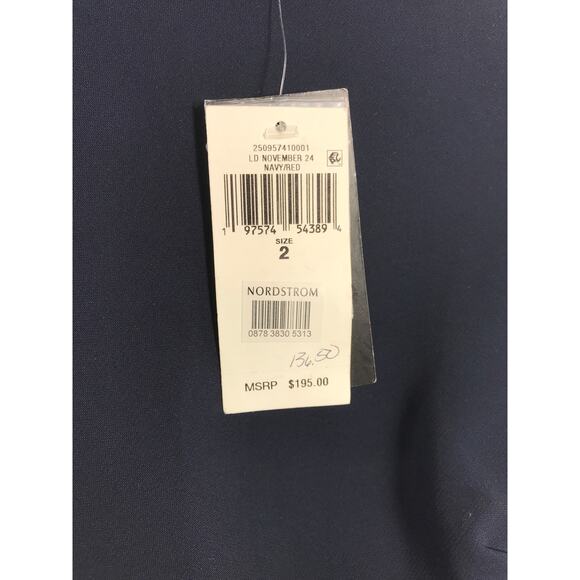 250957410001
LD NOVEMBER 24
NAVY/RED
1 97574 54389 4
SIZE
2
NORDSTROM
0878 3830 5313
136.50
MSRP $195.00